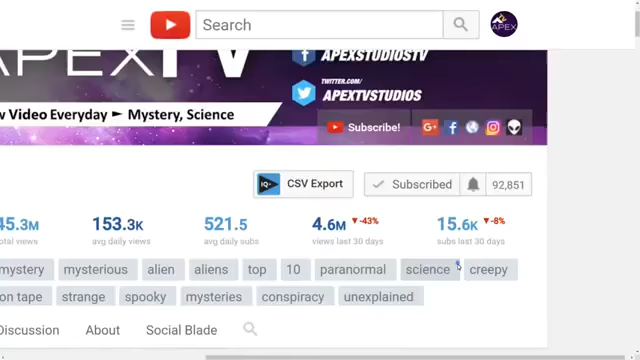 Search
APEX
APEXTV
APEXSTUDIOSTV
TWITTER.COM/
APEXTVSTUDIOS
w Video Everyday ► Mystery, Science
Subscribe!
IQ CSV Export
Subscribed 92,851
45.3M 153.3K 521.5 4.6M -43% 15.6K -8%
total views avg daily views avg daily subs views last 30 days subs last 30 days
mystery mysterious alien aliens top 10 paranormal science creepy
on tape strange spooky mysteries conspiracy unexplained
Discussion About Social Blade